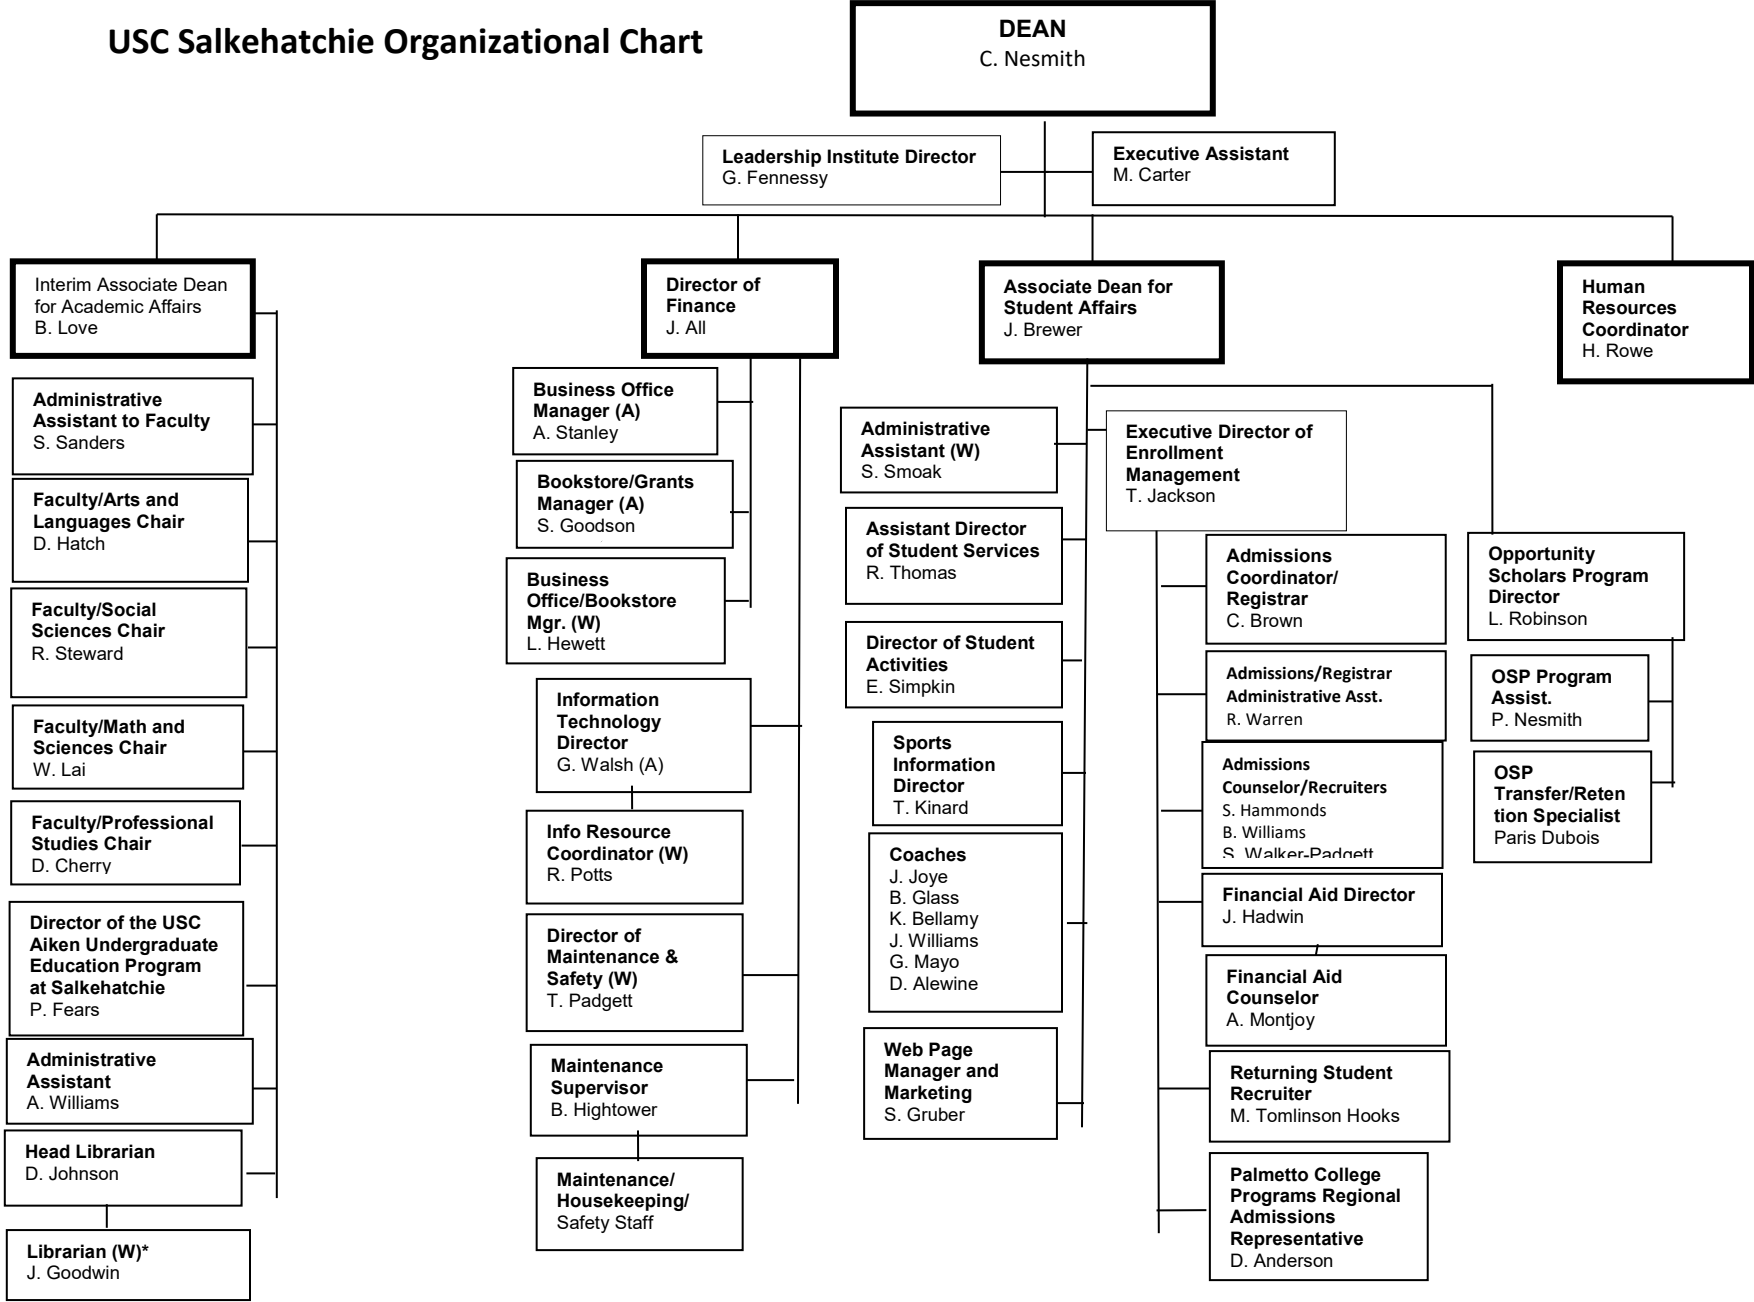 USC Salkehatchie Organizational Chart
DEAN
C. Nesmith
Leadership Institute Director
G. Fennessy
Executive Assistant
M. Carter
Interim Associate Dean
for Academic Affairs
B. Love
Director of
Finance
J. All
Associate Dean for
Student Affairs
J. Brewer
Human
Resources
Coordinator
H. Rowe
Administrative
Assistant to Faculty
S. Sanders
Faculty/Arts and
Languages Chair
D. Hatch
Faculty/Social
Sciences Chair
R. Steward
Faculty/Math and
Sciences Chair
W. Lai
Faculty/Professional
Studies Chair
D. Cherry
Director of the USC
Aiken Undergraduate
Education Program
at Salkehatchie
P. Fears
Administrative
Assistant
A. Williams
Head Librarian
D. Johnson
Librarian (W)*
J. Goodwin
Business Office
Manager (A)
A. Stanley
Bookstore/Grants
Manager (A)
S. Goodson
Business
Office/Bookstore
Mgr. (W)
L. Hewett
Information
Technology
Director
G. Walsh (A)
Info Resource
Coordinator (W)
R. Potts
Director of
Maintenance &
Safety (W)
T. Padgett
Maintenance
Supervisor
B. Hightower
Maintenance/
Housekeeping/
Safety Staff
Administrative
Assistant (W)
S. Smoak
Assistant Director
of Student Services
R. Thomas
Director of Student
Activities
E. Simpkin
Sports
Information
Director
T. Kinard
Coaches
J. Joye
B. Glass
K. Bellamy
J. Williams
G. Mayo
D. Alewine
Web Page
Manager and
Marketing
S. Gruber
Executive Director of
Enrollment
Management
T. Jackson
Admissions
Coordinator/
Registrar
C. Brown
Admissions/Registrar
Administrative Asst.
R. Warren
Admissions
Counselor/Recruiters
S. Hammonds
B. Williams
S. Walker-Padgett
Financial Aid Director
J. Hadwin
Financial Aid
Counselor
A. Montjoy
Returning Student
Recruiter
M. Tomlinson Hooks
Palmetto College
Programs Regional
Admissions
Representative
D. Anderson
Opportunity
Scholars Program
Director
L. Robinson
OSP Program
Assist.
P. Nesmith
OSP
Transfer/Reten
tion Specialist
Paris Dubois